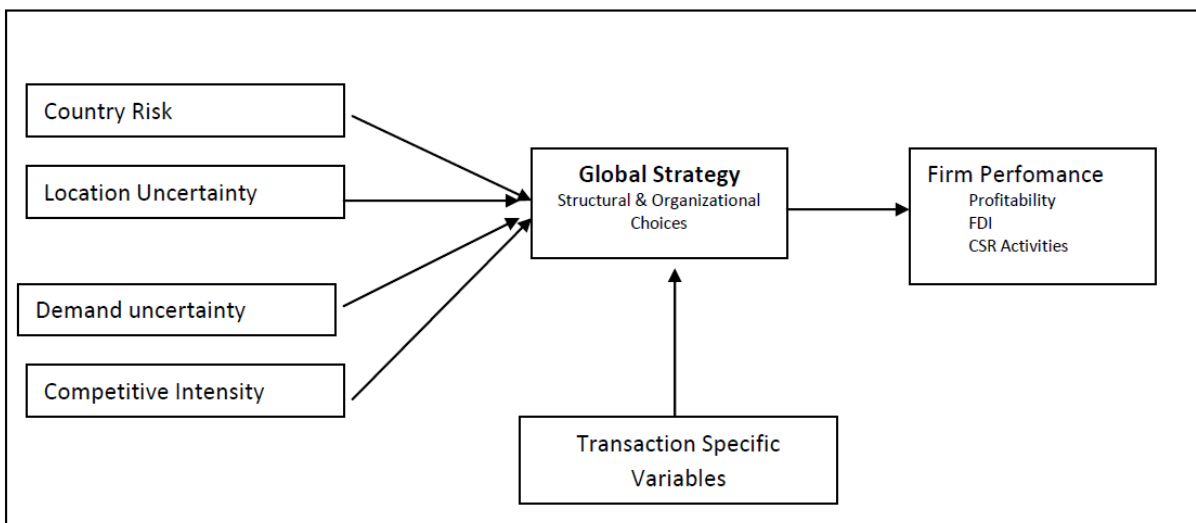 Country Risk
Location Uncertainty
Demand uncertainty
Competitive Intensity
Global Strategy
Structural & Organizational
Choices
Transaction Specific
Variables
Firm Perfomance
Profitability
FDI
CSR Activities